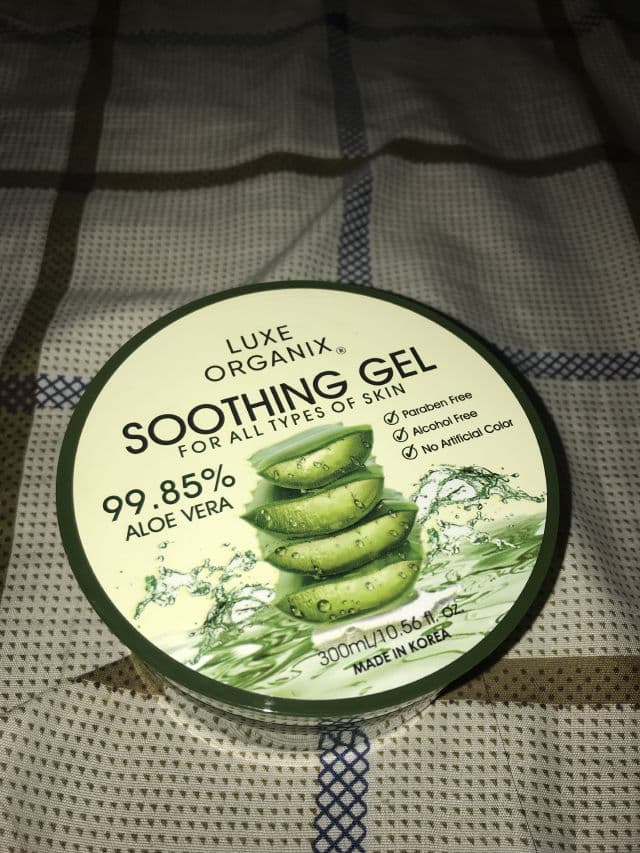 LUXE
ORGANIX®
SOOTHING GEL
FOR ALL TYPES OF SKIN
99.85%
ALOE VERA
Paraben Free
Alcohol Free
No Artificial Color
300mL/10.56 fl. oz.
MADE IN KOREA